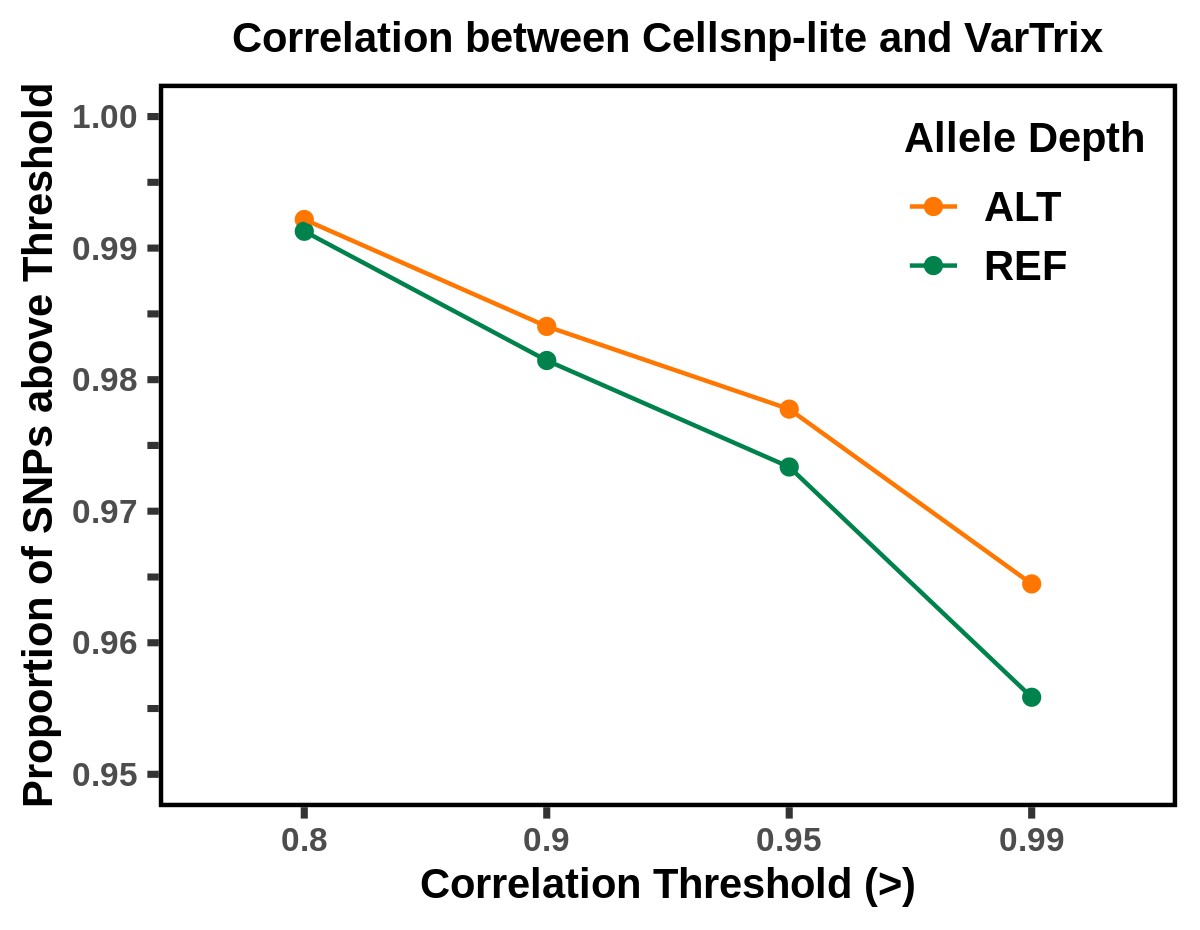 Correlation between Cellsnp-lite and VarTrix
Proportion of SNPs above Threshold
1.00
0.99
0.98
0.97
0.96
0.95
Allele Depth
ALT
REF
0.8 0.9 0.95 0.99
Correlation Threshold (>)